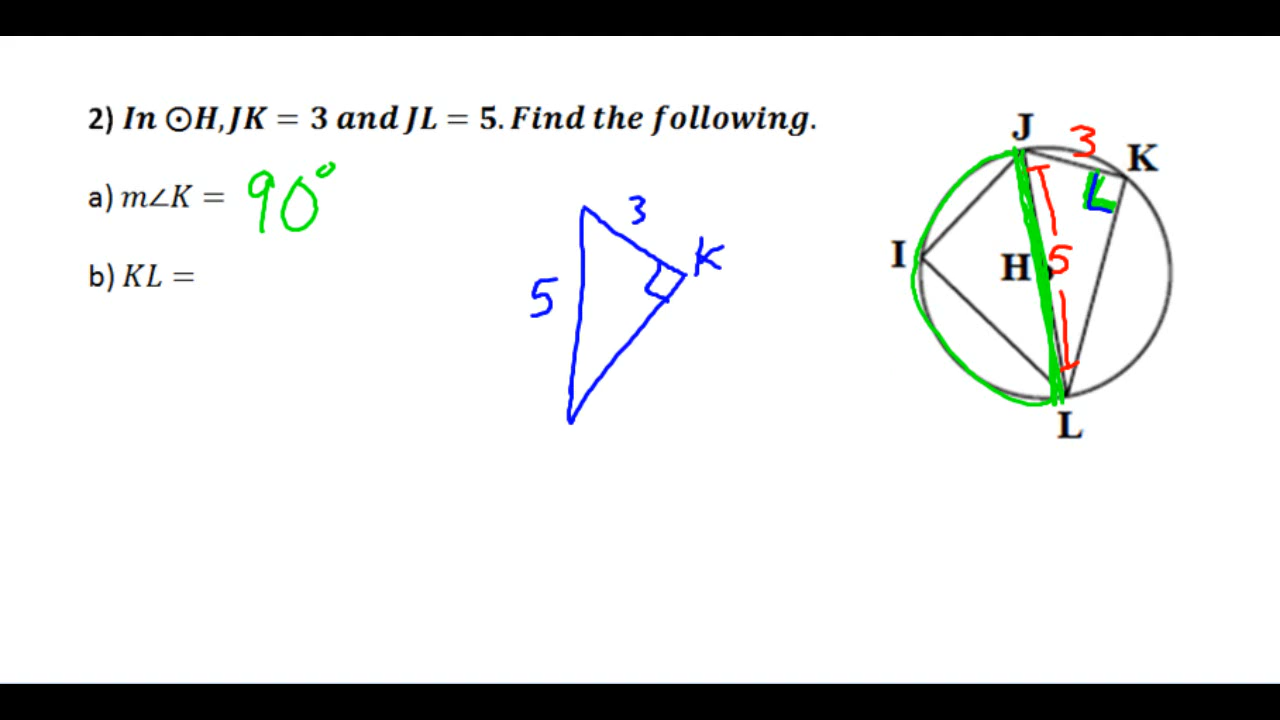 2) In ⊙H, JK = 3 and JL = 5. Find the following.
a) m∠K = 90°
b) KL =
3
K
5
J
3
K
I
H
5
L